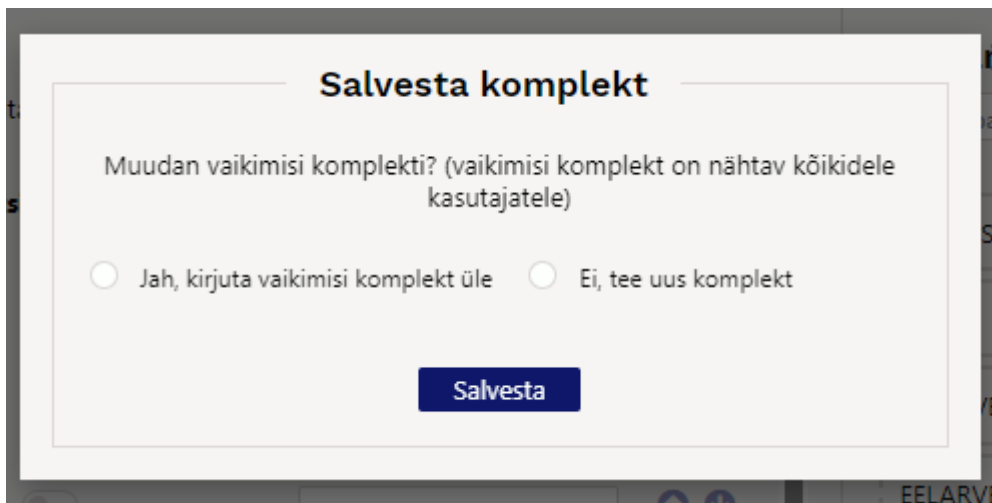 Salvesta komplekt
Muudan vaikimisi komplekti? (vaikimisi komplekt on nähtav kõikidele
kasutajatele)
Jah, kirjuta vaikimisi komplekt üle
Ei, tee uus komplekt
Salvesta